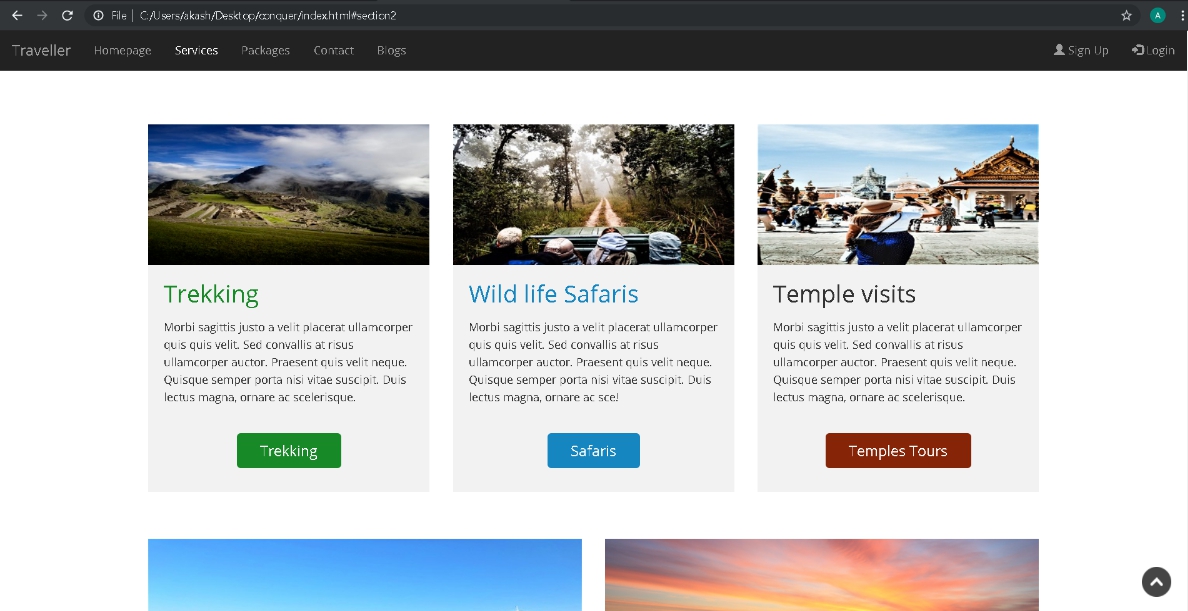 File | C:/Users/akash/Desktop/conquer/index.html#section2
A
Traveller Homepage Services Packages Contact Blogs Sign Up Login
Trekking
Morbi sagittis justo a velit placerat ullamcorper
quis quis velit. Sed convallis at risus
ullamcorper auctor. Praesent quis velit neque.
Quisque semper porta nisi vitae suscipit. Duis
lectus magna, ornare ac scelerisque.
Trekking
Wild life Safaris
Morbi sagittis justo a velit placerat ullamcorper
quis quis velit. Sed convallis at risus
ullamcorper auctor. Praesent quis velit neque.
Quisque semper porta nisi vitae suscipit. Duis
lectus magna, ornare ac sce!
Safaris
Temple visits
Morbi sagittis justo a velit placerat ullamcorper
quis quis velit. Sed convallis at risus
ullamcorper auctor. Praesent quis velit neque.
Quisque semper porta nisi vitae suscipit. Duis
lectus magna, ornare ac scelerisque.
Temples Tours